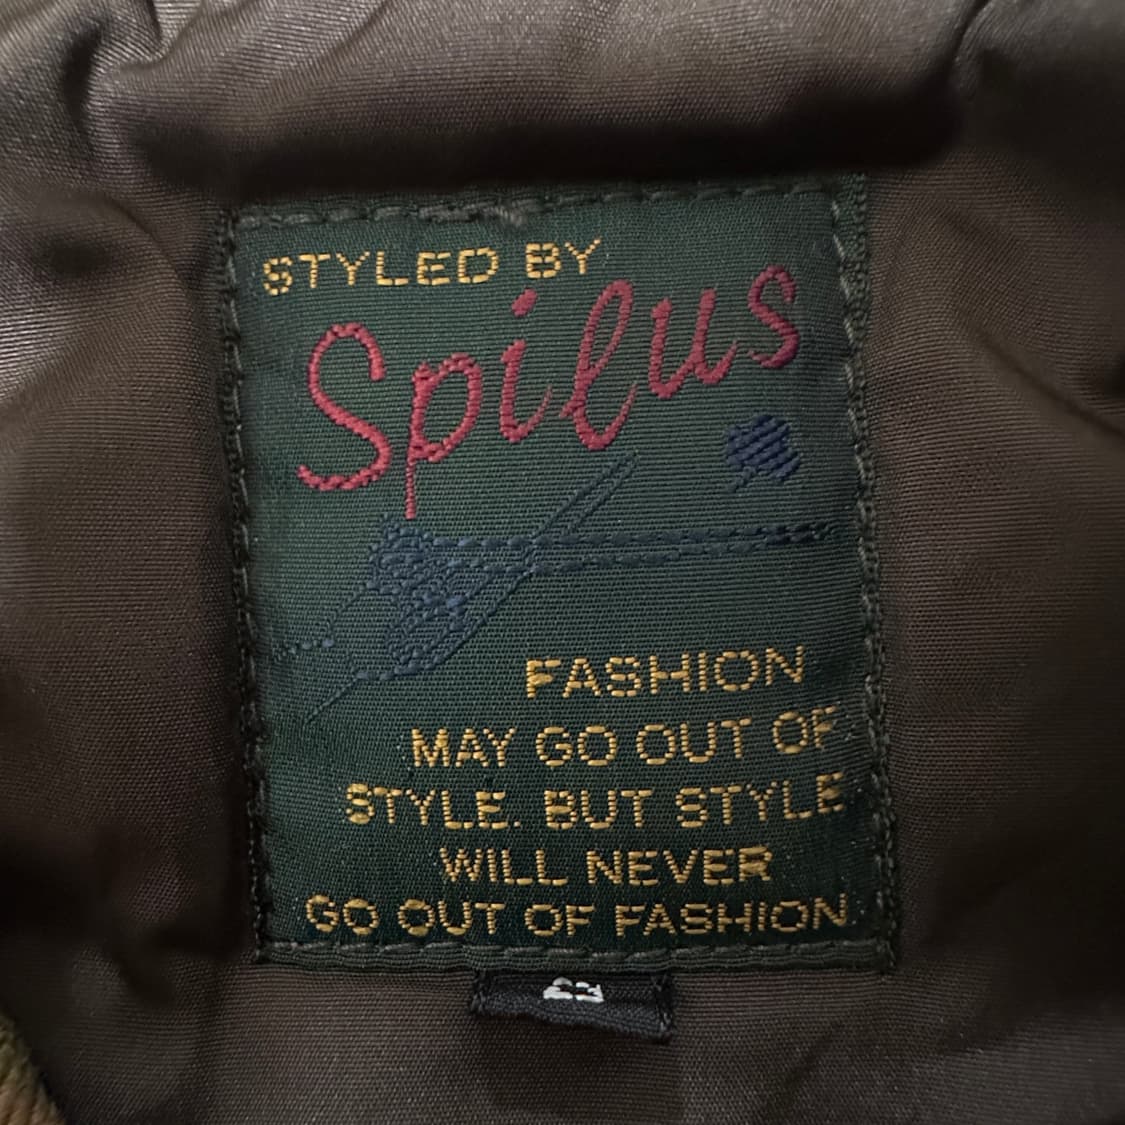 STYLED BY
Spilus
FASHION
MAY GO OUT OF
STYLE. BUT STYLE
WILL NEVER
GO OUT OF FASHION